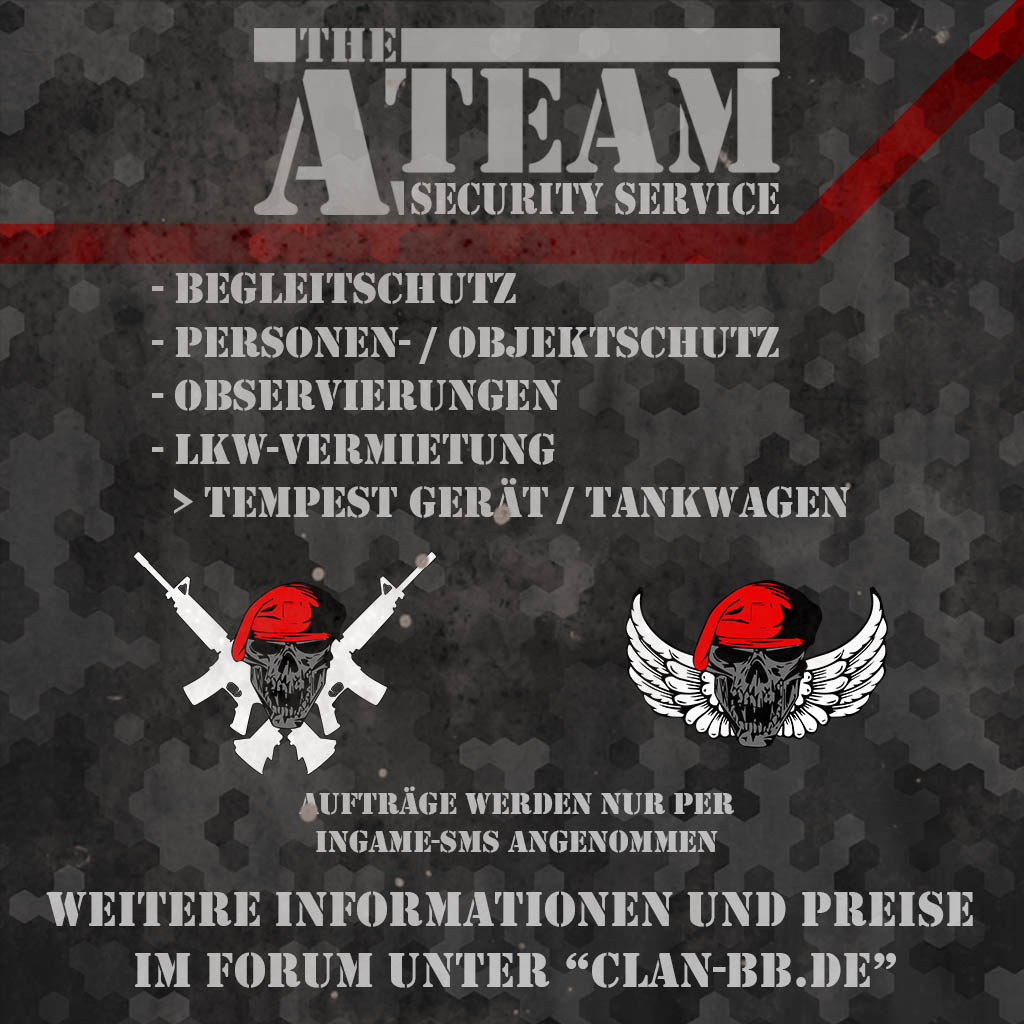 THE
A-TEAM
SECURITY SERVICE
- BEGLEITSCHUTZ
- PERSONEN- / OBJEKTSCHUTZ
- OBSERVIERUNGEN
- LKW-VERMIETUNG
> TEMPEST GERÄT / TANKWAGEN
AUFTRÄGE WERDEN NUR PER
INGAME-SMS ANGENOMMEN
WEITERE INFORMATIONEN UND PREISE
IM FORUM UNTER “CLAN-BB.DE”